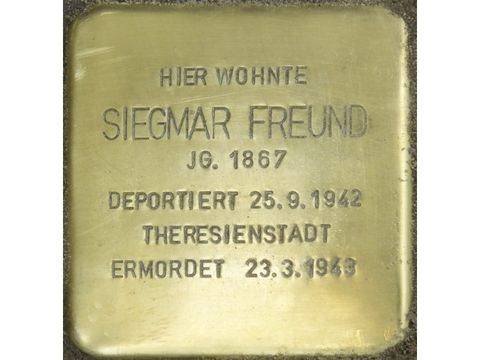 HIER WOHNTE
SIEGMAR FREUND
JG. 1867
DEPORTIERT 25.9.1942
THERESIENSTADT
ERMORDET 23.3.1943